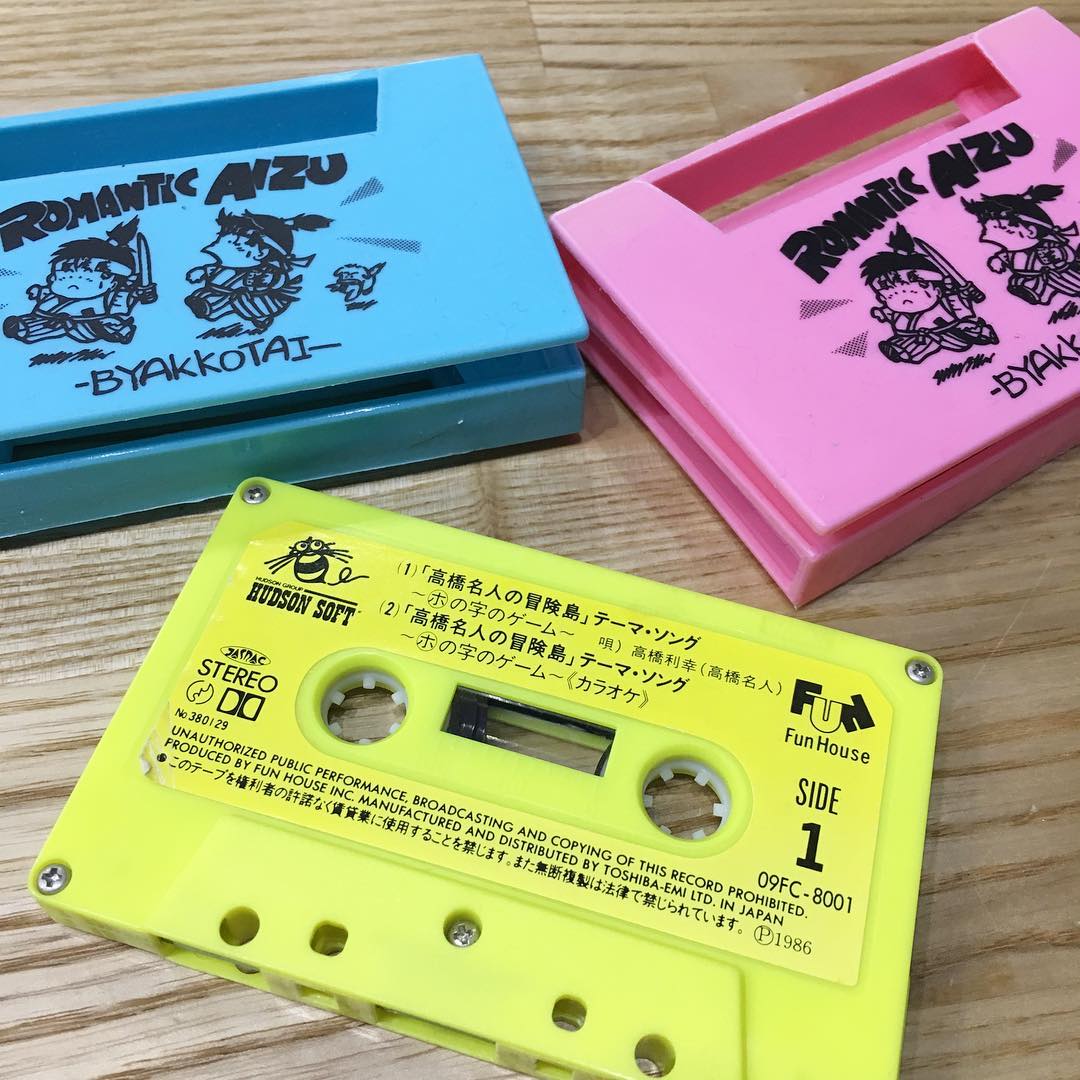 ROMANTIC AIZU
-BYAKKOTAI-
ROMANTIC AIZU
-BYAKK
HUDSON GROUP
HUDSON SOFT™
JASRAC
STEREO
No.380129
(1)「高橋名人の冒険島」テーマ・ソング
〜㋭の字のゲーム〜 唄)高橋利幸(高橋名人)
(2)「高橋名人の冒険島」テーマ・ソング
〜㋭の字のゲーム〜《カラオケ》
FUN
Fun House
SIDE
1
09FC-8001
UNAUTHORIZED PUBLIC PERFORMANCE, BROADCASTING AND COPYING OF THIS RECORD PROHIBITED.
PRODUCED BY FUN HOUSE INC. MANUFACTURED AND DISTRIBUTED BY TOSHIBA-EMI LTD. IN JAPAN
●このテープを権利者の許諾なく賃貸業に使用することを禁じます。また無断複製は法律で禁じられています。 ℗1986